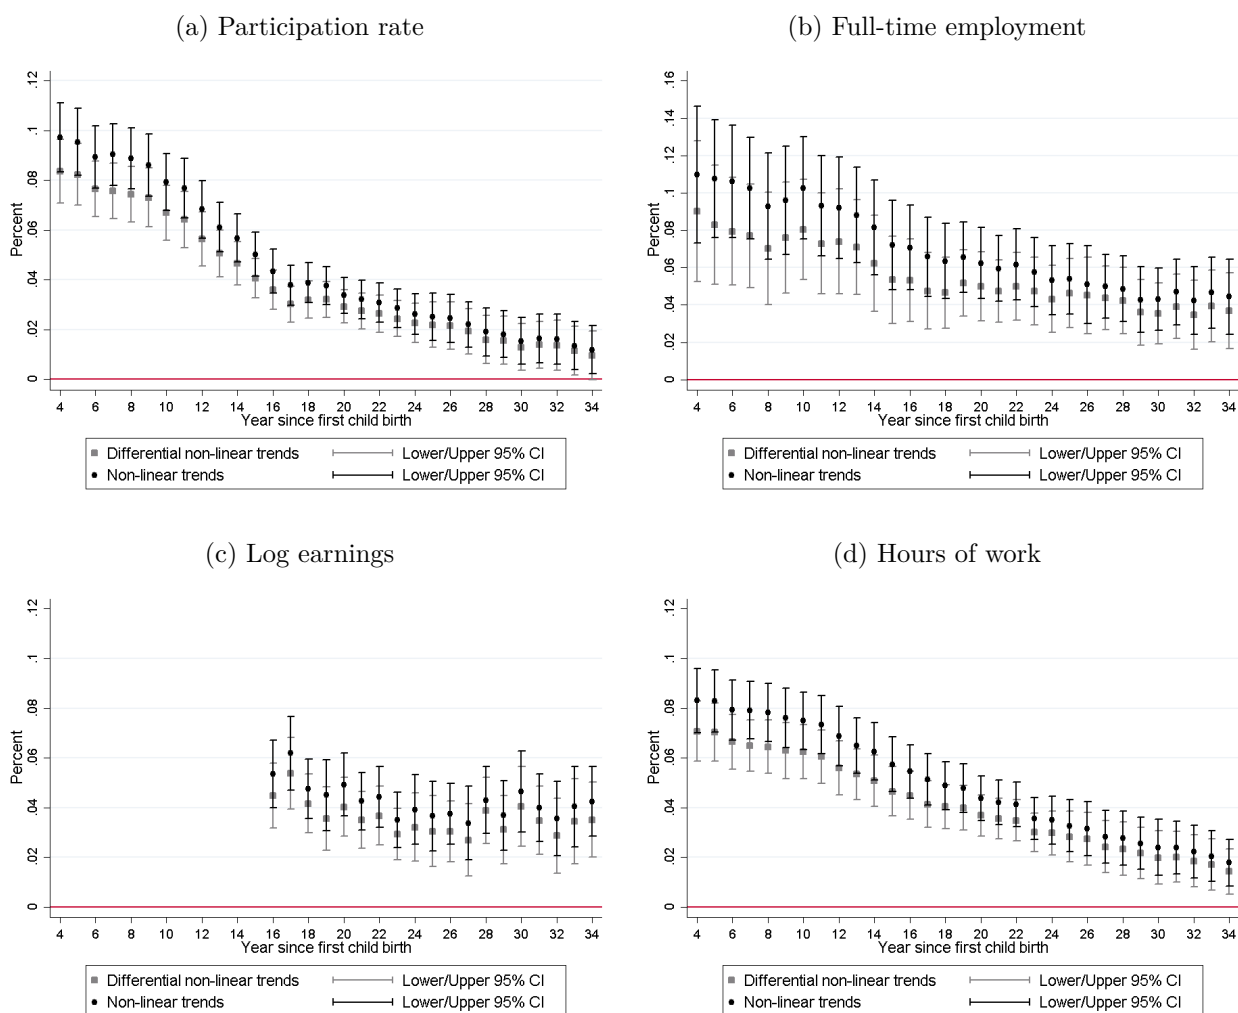 (a) Participation rate
Percent
.12
.1
.08
.06
.04
.02
0
4 6 8 10 12 14 16 18 20 22 24 26 28 30 32 34
Year since first child birth
Differential non-linear trends Lower/Upper 95% CI
Non-linear trends Lower/Upper 95% CI
(b) Full-time employment
Percent
.16
.14
.12
.1
.08
.06
.04
.02
0
4 6 8 10 12 14 16 18 20 22 24 26 28 30 32 34
Year since first child birth
Differential non-linear trends Lower/Upper 95% CI
Non-linear trends Lower/Upper 95% CI
(c) Log earnings
Percent
.12
.1
.08
.06
.04
.02
0
4 6 8 10 12 14 16 18 20 22 24 26 28 30 32 34
Year since first child birth
Differential non-linear trends Lower/Upper 95% CI
Non-linear trends Lower/Upper 95% CI
(d) Hours of work
Percent
.12
.1
.08
.06
.04
.02
0
4 6 8 10 12 14 16 18 20 22 24 26 28 30 32 34
Year since first child birth
Differential non-linear trends Lower/Upper 95% CI
Non-linear trends Lower/Upper 95% CI